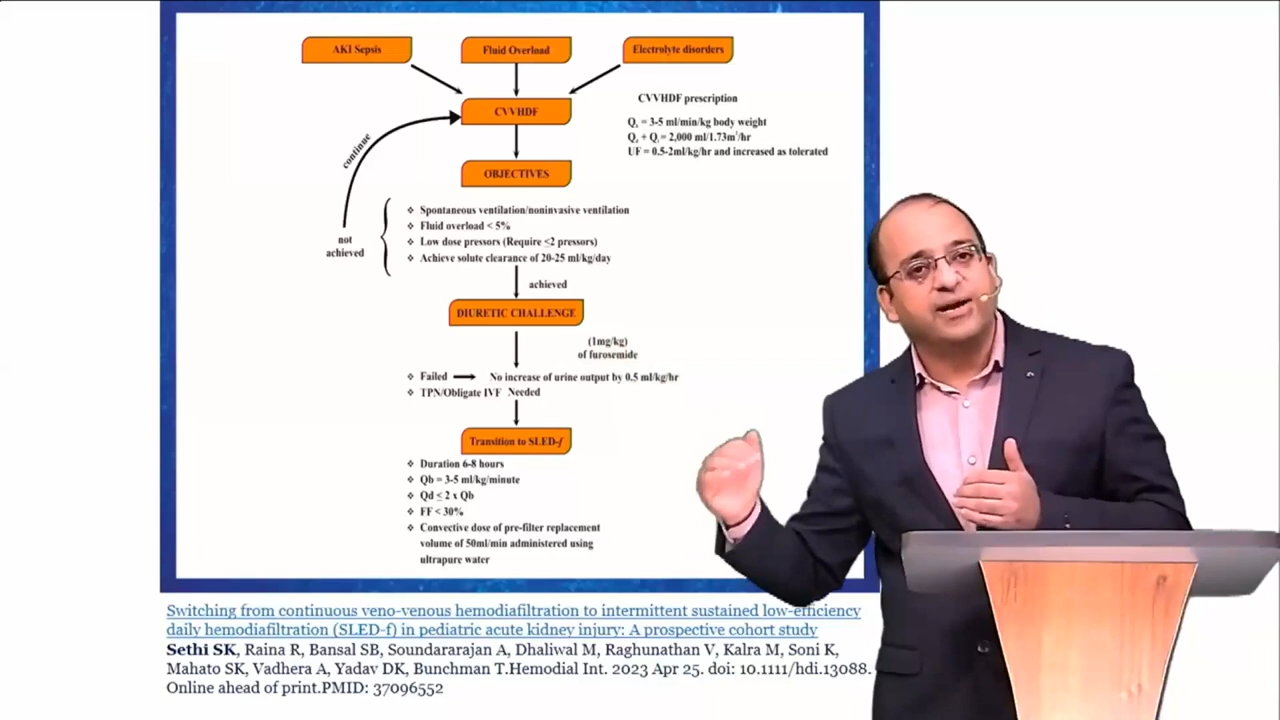 AKI Sepsis
Fluid Overload
Electrolyte disorders
CVVHDF
CVVHDF prescription
Q = 3-5 ml/min/kg body weight
Q + Q = 2,000 ml/1.73m²/hr
UF = 0.5-2ml/kg/hr and increased as tolerated
continue
OBJECTIVES
not
achieved
❖ Spontaneous ventilation/noninvasive ventilation
❖ Fluid overload < 5%
❖ Low dose pressors (Require ≤2 pressors)
❖ Achieve solute clearance of 20-25 ml/kg/day
achieved
DIURETIC CHALLENGE
(1mg/kg)
of furosemide
❖ Failed → No increase of urine output by 0.5 ml/kg/hr
❖ TPN/Obligate IVF Needed
Transition to SLED-f
❖ Duration 6-8 hours
❖ Qb = 3-5 ml/kg/minute
❖ Qd ≤ 2 x Qb
❖ FF < 30%
❖ Convective dose of pre-filter replacement
volume of 50ml/min administered using
ultrapure water
Switching from continuous veno-venous hemodiafiltration to intermittent sustained low-efficiency
daily hemodiafiltration (SLED-f) in pediatric acute kidney injury: A prospective cohort study
Sethi SK, Raina R, Bansal SB, Soundararajan A, Dhaliwal M, Raghunathan V, Kalra M, Soni K,
Mahato SK, Vadhera A, Yadav DK, Bunchman T.Hemodial Int. 2023 Apr 25. doi: 10.1111/hdi.13088.
Online ahead of print.PMID: 37096552